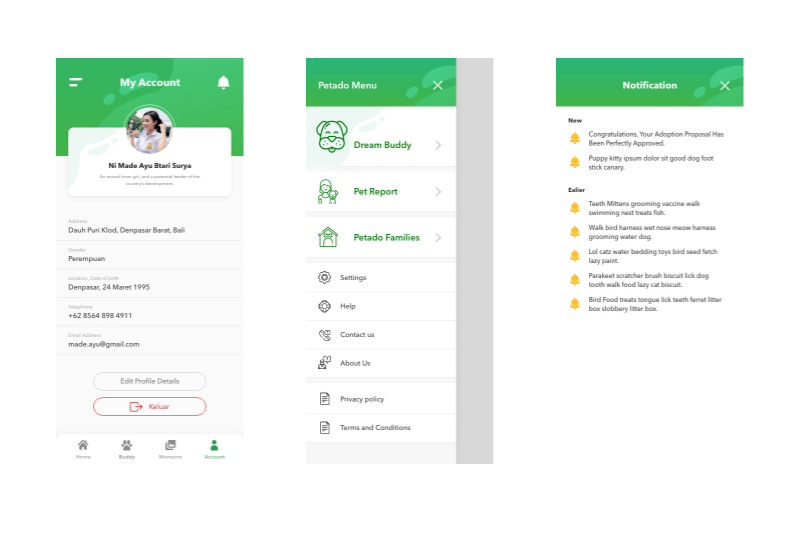 My Account
Ni Made Ayu Btari Surya
An animal lover girl, and a potential leader of the
country's development.
Address
Dauh Puri Klod, Denpasar Barat, Bali
Gender
Perempuan
Location, Date of birth
Denpasar, 24 Maret 1995
Telephone
+62 8564 898 4911
Email Address
made.ayu@gmail.com
Edit Profile Details
Keluar
Home
Buddy
Moments
Account
Petado Menu
Dream Buddy
Pet Report
Petado Families
Settings
Help
Contact us
About Us
Privacy policy
Terms and Conditions
Notification
New
Congratulations, Your Adoption Proposal Has
Been Perfectly Approved.
Puppy kitty ipsum dolor sit good dog foot
stick canary.
Ealier
Teeth Mittens grooming vaccine walk
swimming nest treats fish.
Walk bird harness wet nose meow harness
grooming water dog.
Lol catz water bedding toys bird seed fetch
lazy paint.
Parakeet scratcher brush biscuit lick dog
tooth walk food lazy cat biscuit.
Bird Food treats tongue lick teeth ferret litter
box slobbery litter box.